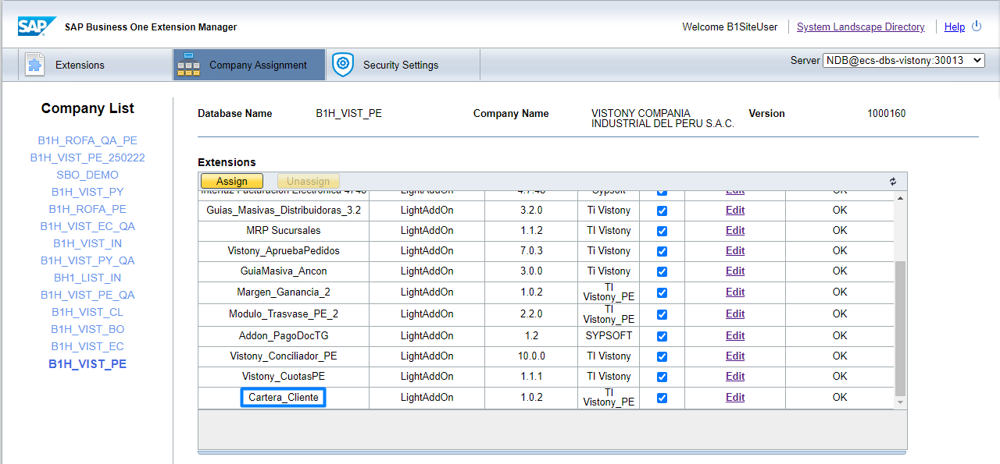 SAP SAP Business One Extension Manager Welcome B1SiteUser System Landscape Directory Help
Extensions Company Assignment Security Settings Server NDB@ecs-dbs-vistony:30013
Company List
B1H_ROFA_QA_PE
B1H_VIST_PE_250222
SBO_DEMO
B1H_VIST_PY
B1H_ROFA_PE
B1H_VIST_EC_QA
B1H_VIST_IN
B1H_VIST_PY_QA
BH1_LIST_IN
B1H_VIST_PE_QA
B1H_VIST_CL
B1H_VIST_BO
B1H_VIST_EC
B1H_VIST_PE
Database Name B1H_VIST_PE Company Name VISTONY COMPANIA
INDUSTRIAL DEL PERU S.A.C. Version 1000160
Extensions
Assign Unassign
LightAddOn Sypsoft Edit OK
Guias_Masivas_Distribuidoras_3.2 LightAddOn 3.2.0 Ti Vistony Edit OK
MRP Sucursales LightAddOn 1.1.2 TI Vistony Edit OK
Vistony_ApruebaPedidos LightAddOn 7.0.3 Ti Vistony Edit OK
GuiaMasiva_Ancon LightAddOn 3.0.0 Ti Vistony Edit OK
Margen_Ganancia_2 LightAddOn 1.0.2 TI
Vistony_PE Edit OK
Modulo_Trasvase_PE_2 LightAddOn 2.2.0 TI
Vistony_PE Edit OK
Addon_PagoDocTG LightAddOn 1.2 SYPSOFT Edit OK
Vistony_Conciliador_PE LightAddOn 10.0.0 TI Vistony Edit OK
Vistony_CuotasPE LightAddOn 1.1.1 TI Vistony Edit OK
Cartera_Cliente LightAddOn 1.0.2 TI
Vistony_PE Edit OK